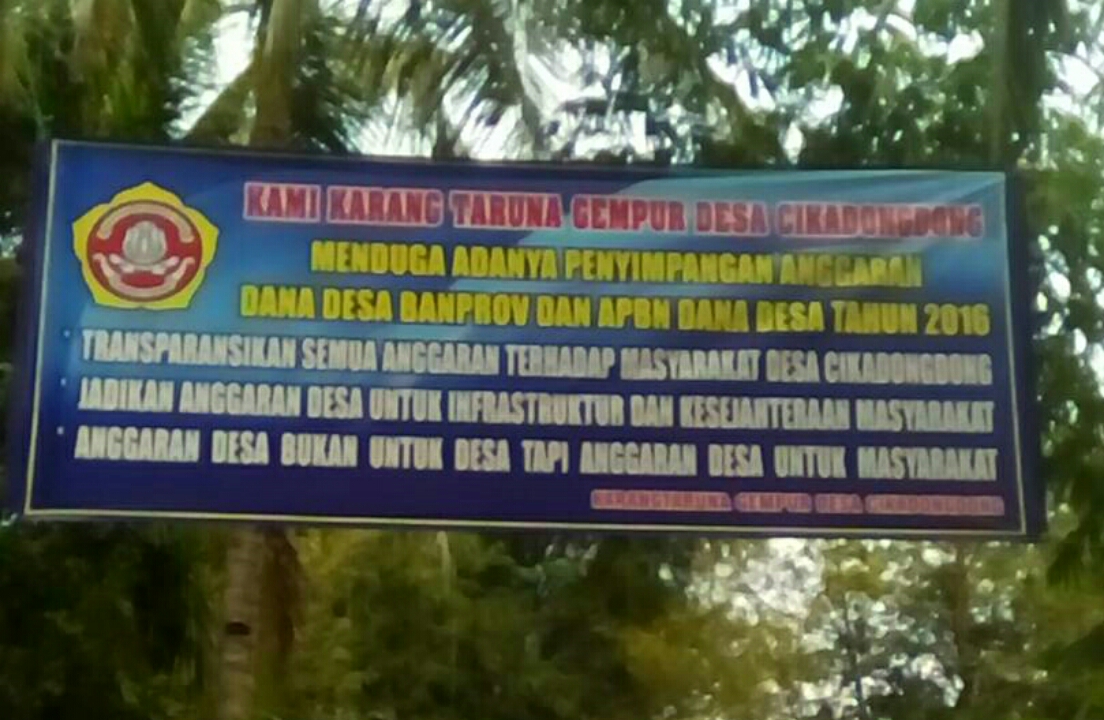 KAMI KARANG TARUNA GEMPUR DESA CIKADONGDONG
MENDUGA ADANYA PENYIMPANGAN ANGGARAN
DANA DESA BANPROV DAN APBN DANA DESA TAHUN 2016
TRANSPARANSIKAN SEMUA ANGGARAN TERHADAP MASYARAKAT DESA CIKADONGDONG
JADIKAN ANGGARAN DESA UNTUK INFRASTRUKTUR DAN KESEJAHTERAAN MASYARAKAT
ANGGARAN DESA BUKAN UNTUK DESA TAPI ANGGARAN DESA UNTUK MASYARAKAT
KARANGTARUNA GEMPUR DESA CIKADONGDONG